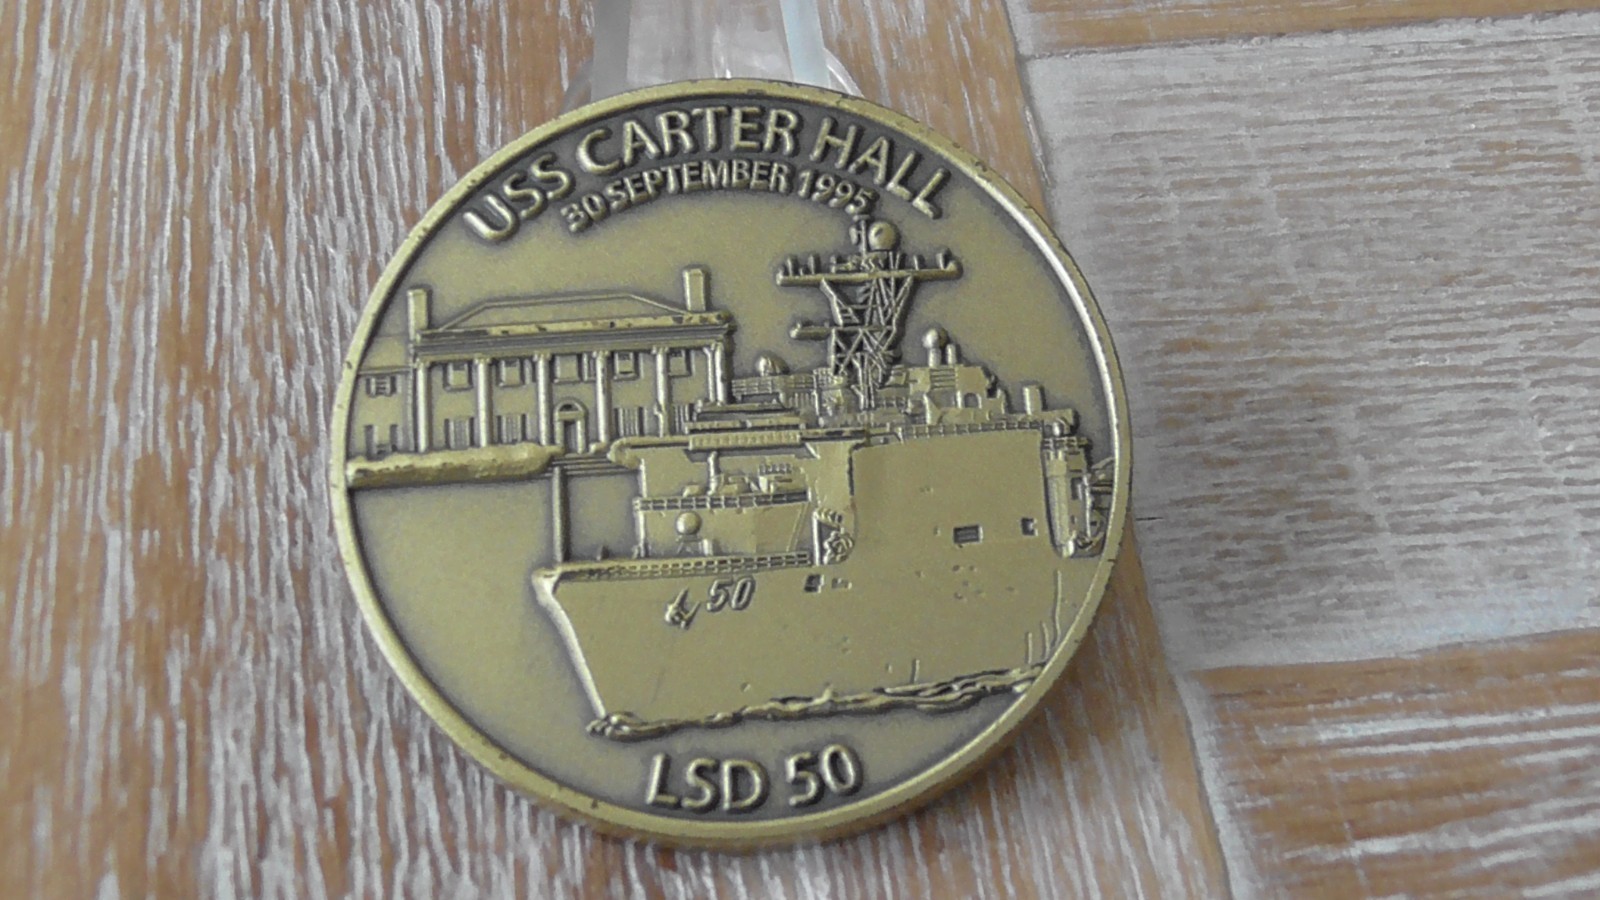 USS CARTER HALL
30 SEPTEMBER 1995
50
LSD 50